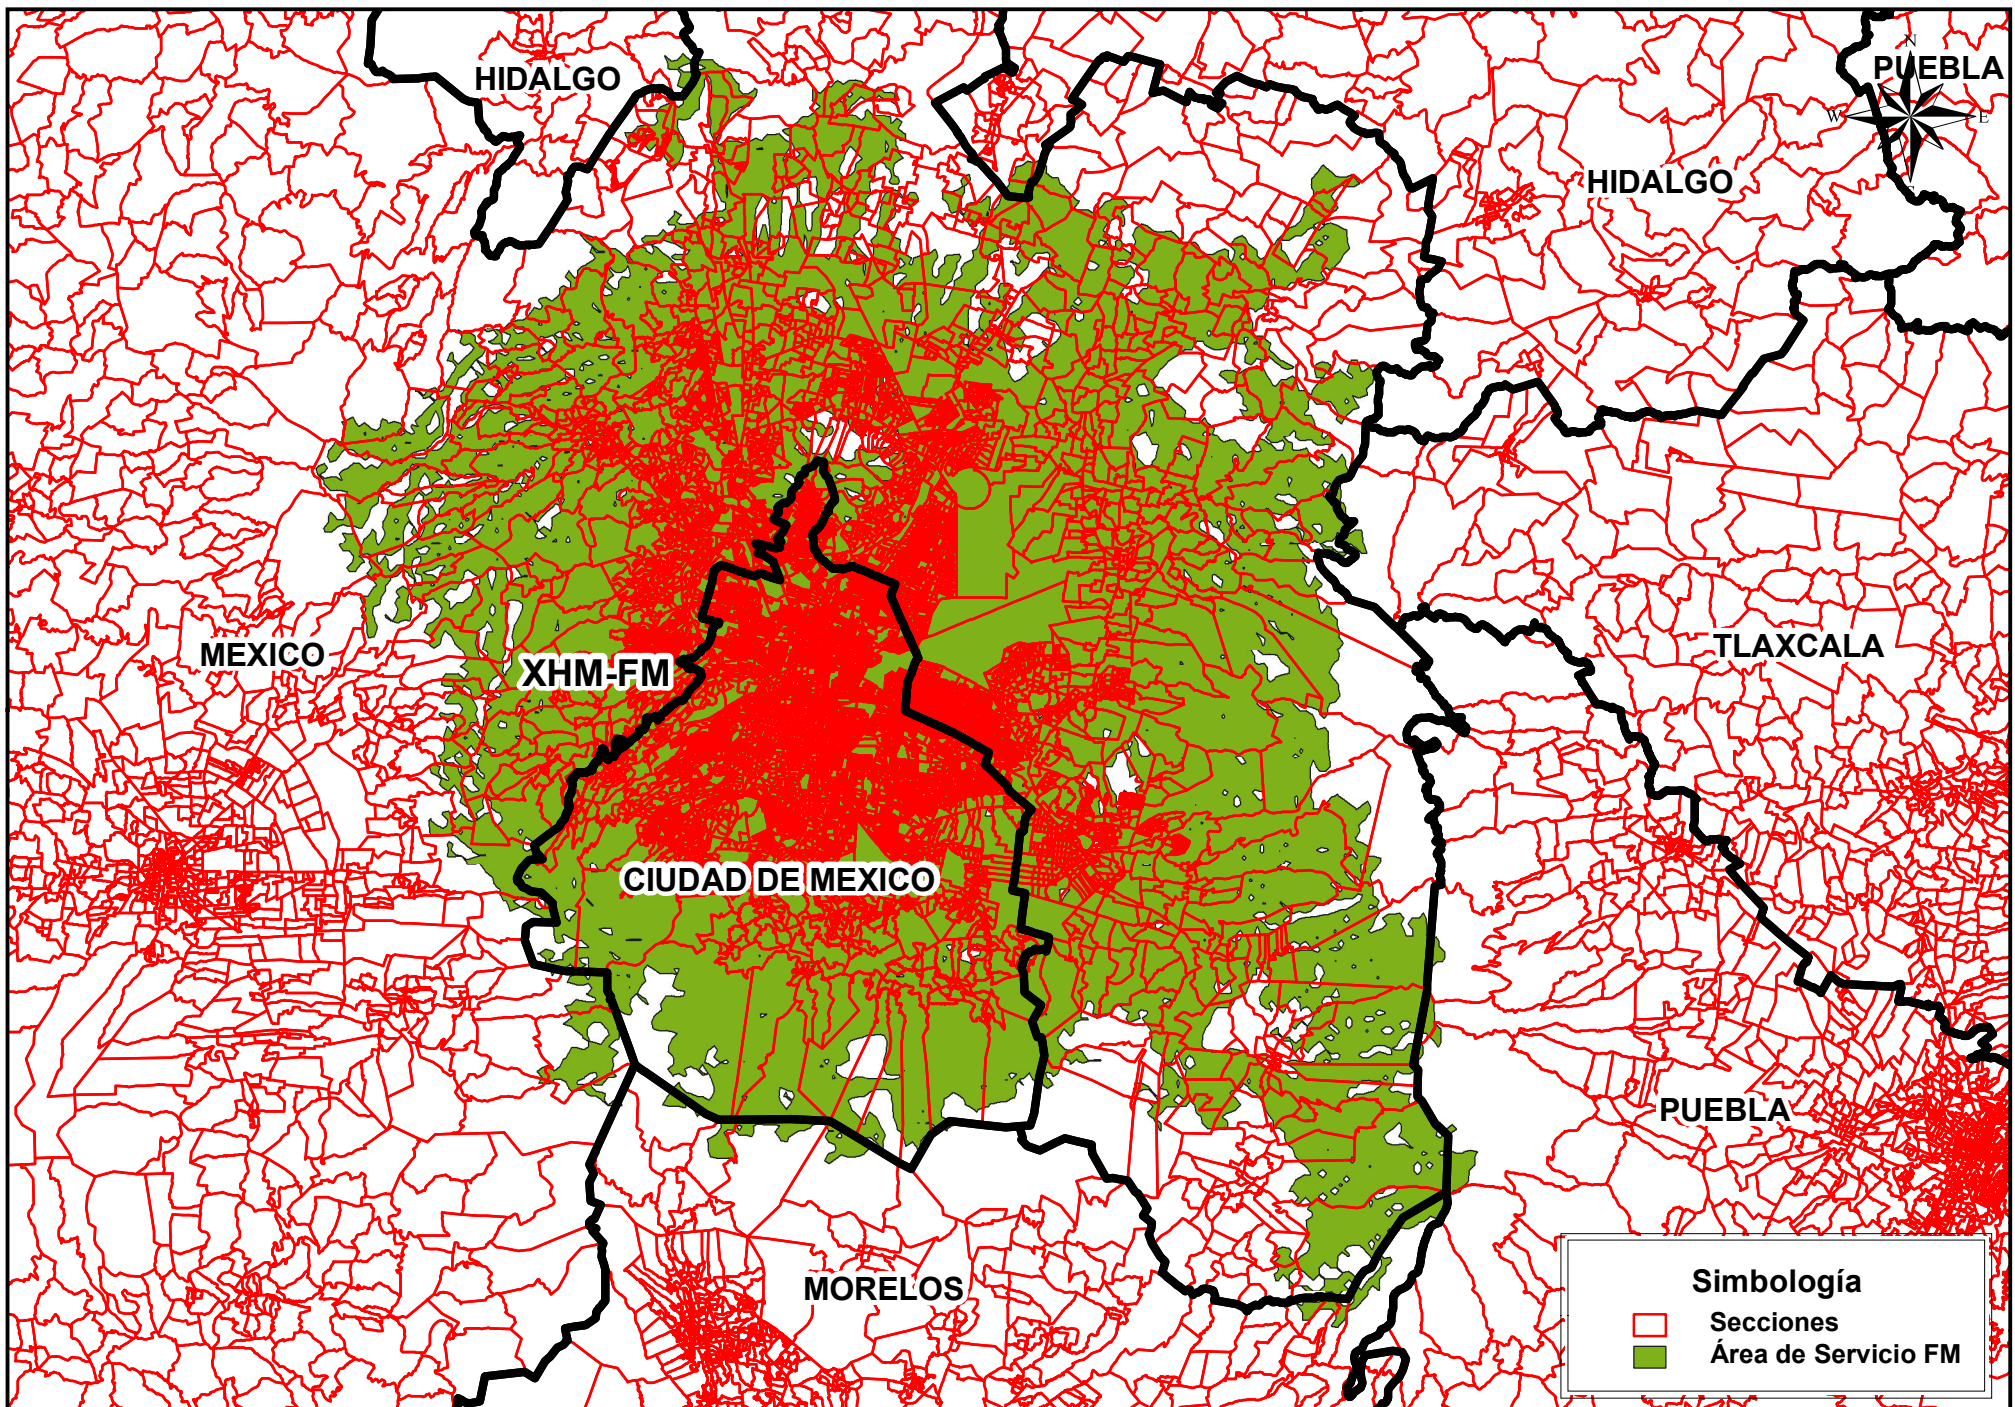 HIDALGO
N
PUEBLA
W
E
HIDALGO
MEXICO
XHM-FM
TLAXCALA
CIUDAD DE MEXICO
PUEBLA
MORELOS
Simbología
Secciones
Área de Servicio FM